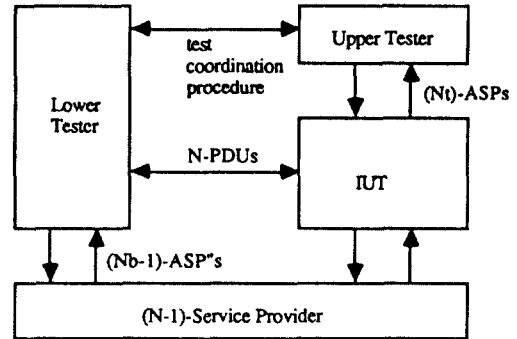 Upper Tester
test
coordination
procedure
(Nt)-ASPs
Lower
Tester
N-PDUs
IUT
(Nb-1)-ASP"s
(N-1)-Service Provider